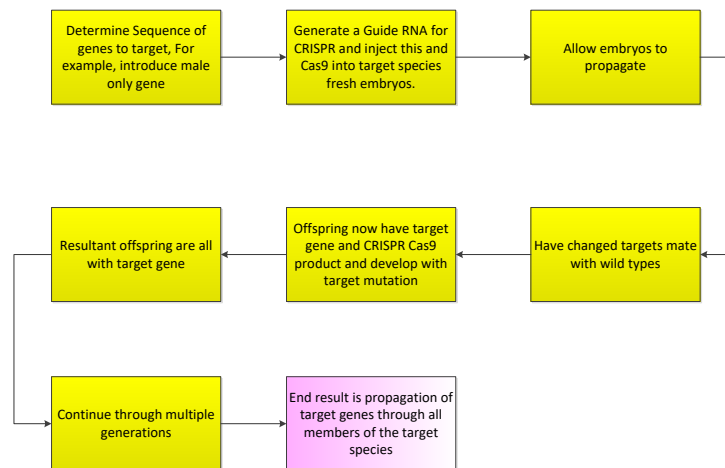 Determine Sequence of
genes to target, For
example, introduce male
only gene
Generate a Guide RNA for
CRISPR and inject this and
Cas9 into target species
fresh embryos.
Allow embryos to
propagate
Have changed targets mate
with wild types
Offspring now have target
gene and CRISPR Cas9
product and develop with
target mutation
Resultant offspring are all
with target gene
Continue through multiple
generations
End result is propagation of
target genes through all
members of the target
species